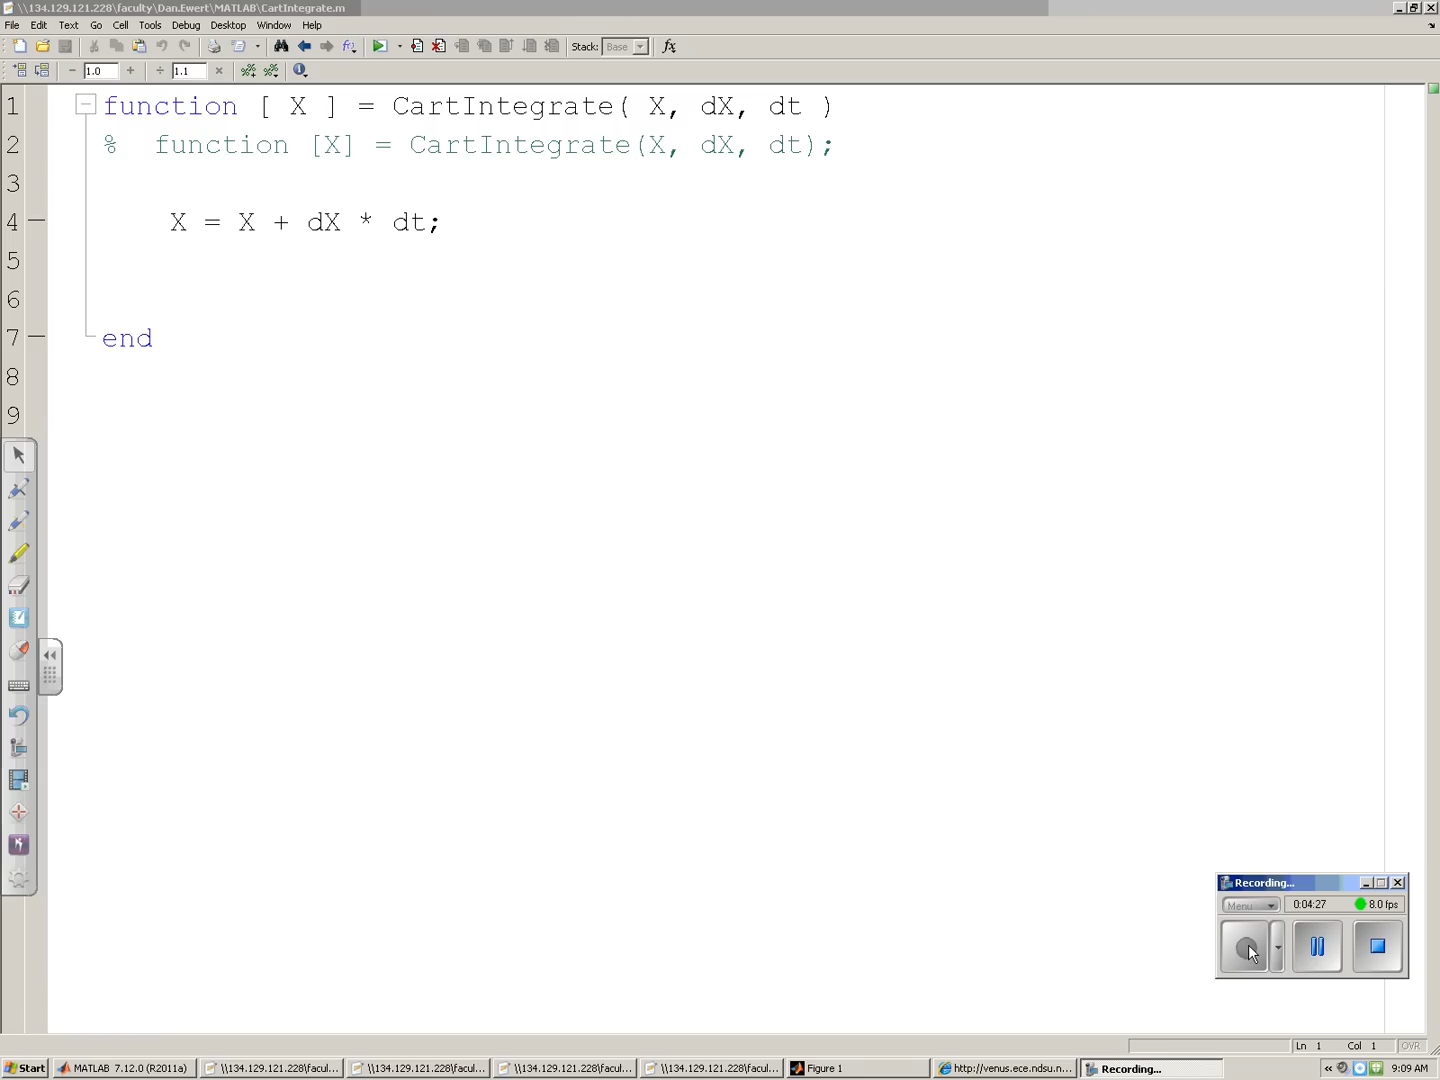 \\134.129.121.228\faculty\Dan.Ewert\MATLAB\CartIntegrate.m
File Edit Text Go Cell Tools Debug Desktop Window Help
Stack: Base fx
− 1.0 + ÷ 1.1 ×
1 function [ X ] = CartIntegrate( X, dX, dt )
2 % function [X] = CartIntegrate(X, dX, dt);
3
4 X = X + dX * dt;
5
6
7 end
8
9
Recording...
Menu 0:04:27 8.0 fps
Ln 1 Col 1 OVR
Start MATLAB 7.12.0 (R2011a) \\134.129.121.228\facul... \\134.129.121.228\facul... \\134.129.121.228\facul... \\134.129.121.228\facul... Figure 1 http://venus.ece.ndsu.n... Recording... « 9:09 AM